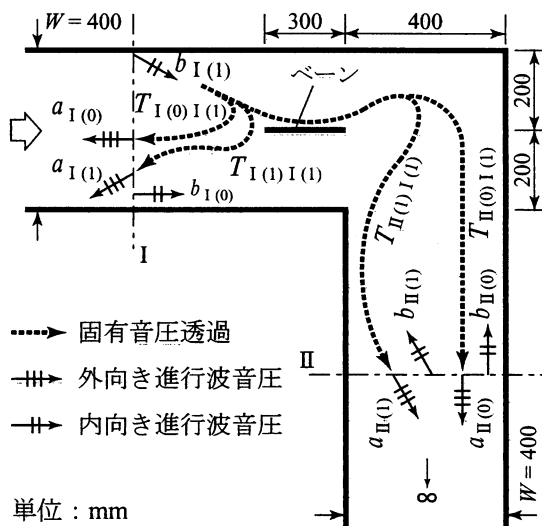 W = 400
300
400
b I (1)
ベーン
a I (0)
T I (0) I (1)
200
a I (1)
T I (1) I (1)
b I (0)
200
I
T II (1) I (1)
T II (0) I (1)
b II (1)
b II (0)
II
固有音圧透過
外向き進行波音圧
内向き進行波音圧
a II (1)
a II (0)
∞
W = 400
単位：mm